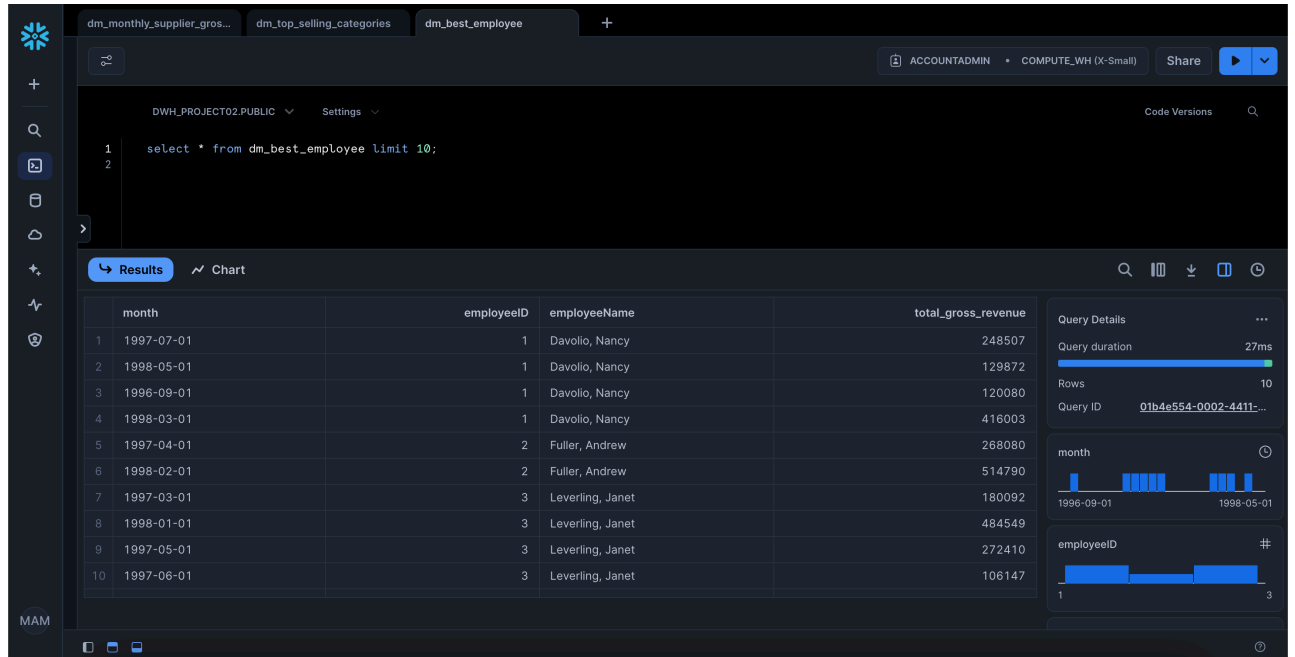 dm_monthly_supplier_gros... dm_top_selling_categories dm_best_employee +
ACCOUNTADMIN • COMPUTE_WH (X-Small) Share
DWH_PROJECT02.PUBLIC Settings Code Versions
1 select * from dm_best_employee limit 10;
2
Results Chart
month employeeID employeeName total_gross_revenue
1 1997-07-01 1 Davolio, Nancy 248507
2 1998-05-01 1 Davolio, Nancy 129872
3 1996-09-01 1 Davolio, Nancy 120080
4 1998-03-01 1 Davolio, Nancy 416003
5 1997-04-01 2 Fuller, Andrew 268080
6 1998-02-01 2 Fuller, Andrew 514790
7 1997-03-01 3 Leverling, Janet 180092
8 1998-01-01 3 Leverling, Janet 484549
9 1997-05-01 3 Leverling, Janet 272410
10 1997-06-01 3 Leverling, Janet 106147
Query Details ...
Query duration 27ms
Rows 10
Query ID 01b4e554-0002-4411-...
month
1996-09-01 1998-05-01
employeeID #
1 3
MAM